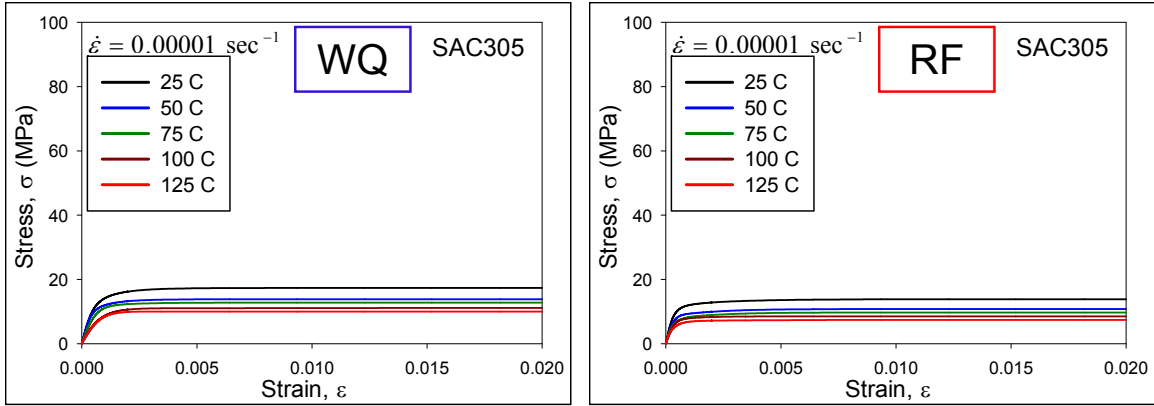 100
80
60
40
20
0
Stress, σ (MPa)
ε̇ = 0.00001 sec⁻¹
WQ
SAC305
25 C
50 C
75 C
100 C
125 C
0.000 0.005 0.010 0.015 0.020
Strain, ε
100
80
60
40
20
0
Stress, σ (MPa)
ε̇ = 0.00001 sec⁻¹
RF
SAC305
25 C
50 C
75 C
100 C
125 C
0.000 0.005 0.010 0.015 0.020
Strain, ε